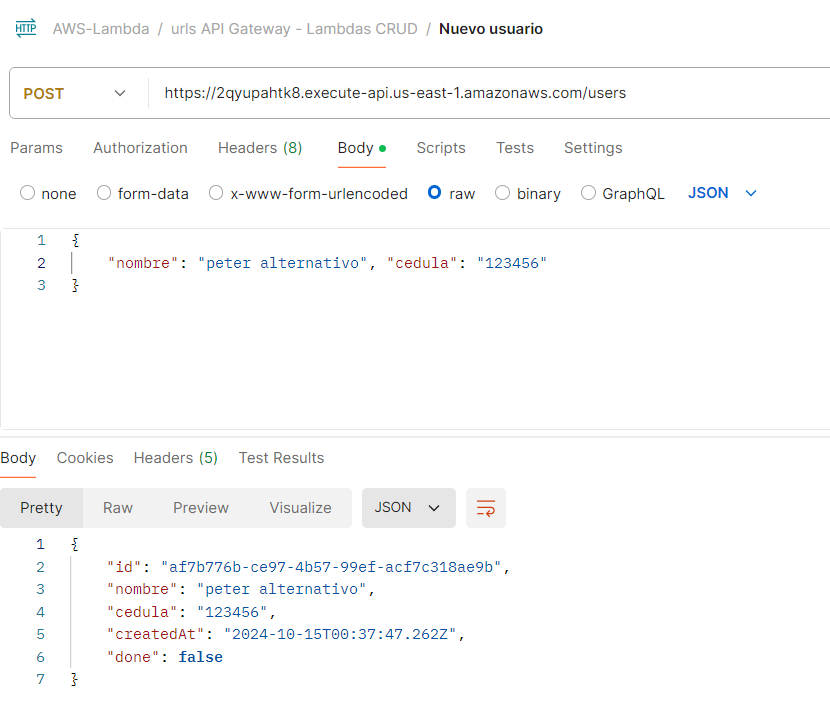 HTTP AWS-Lambda / urls API Gateway - Lambdas CRUD / Nuevo usuario
POST https://2qyupahtk8.execute-api.us-east-1.amazonaws.com/users
Params Authorization Headers (8) Body Scripts Tests Settings
none form-data x-www-form-urlencoded raw binary GraphQL JSON
1 {
2 "nombre": "peter alternativo", "cedula": "123456"
3 }
Body Cookies Headers (5) Test Results
Pretty Raw Preview Visualize JSON
1 {
2 "id": "af7b776b-ce97-4b57-99ef-acf7c318ae9b",
3 "nombre": "peter alternativo",
4 "cedula": "123456",
5 "createdAt": "2024-10-15T00:37:47.262Z",
6 "done": false
7 }